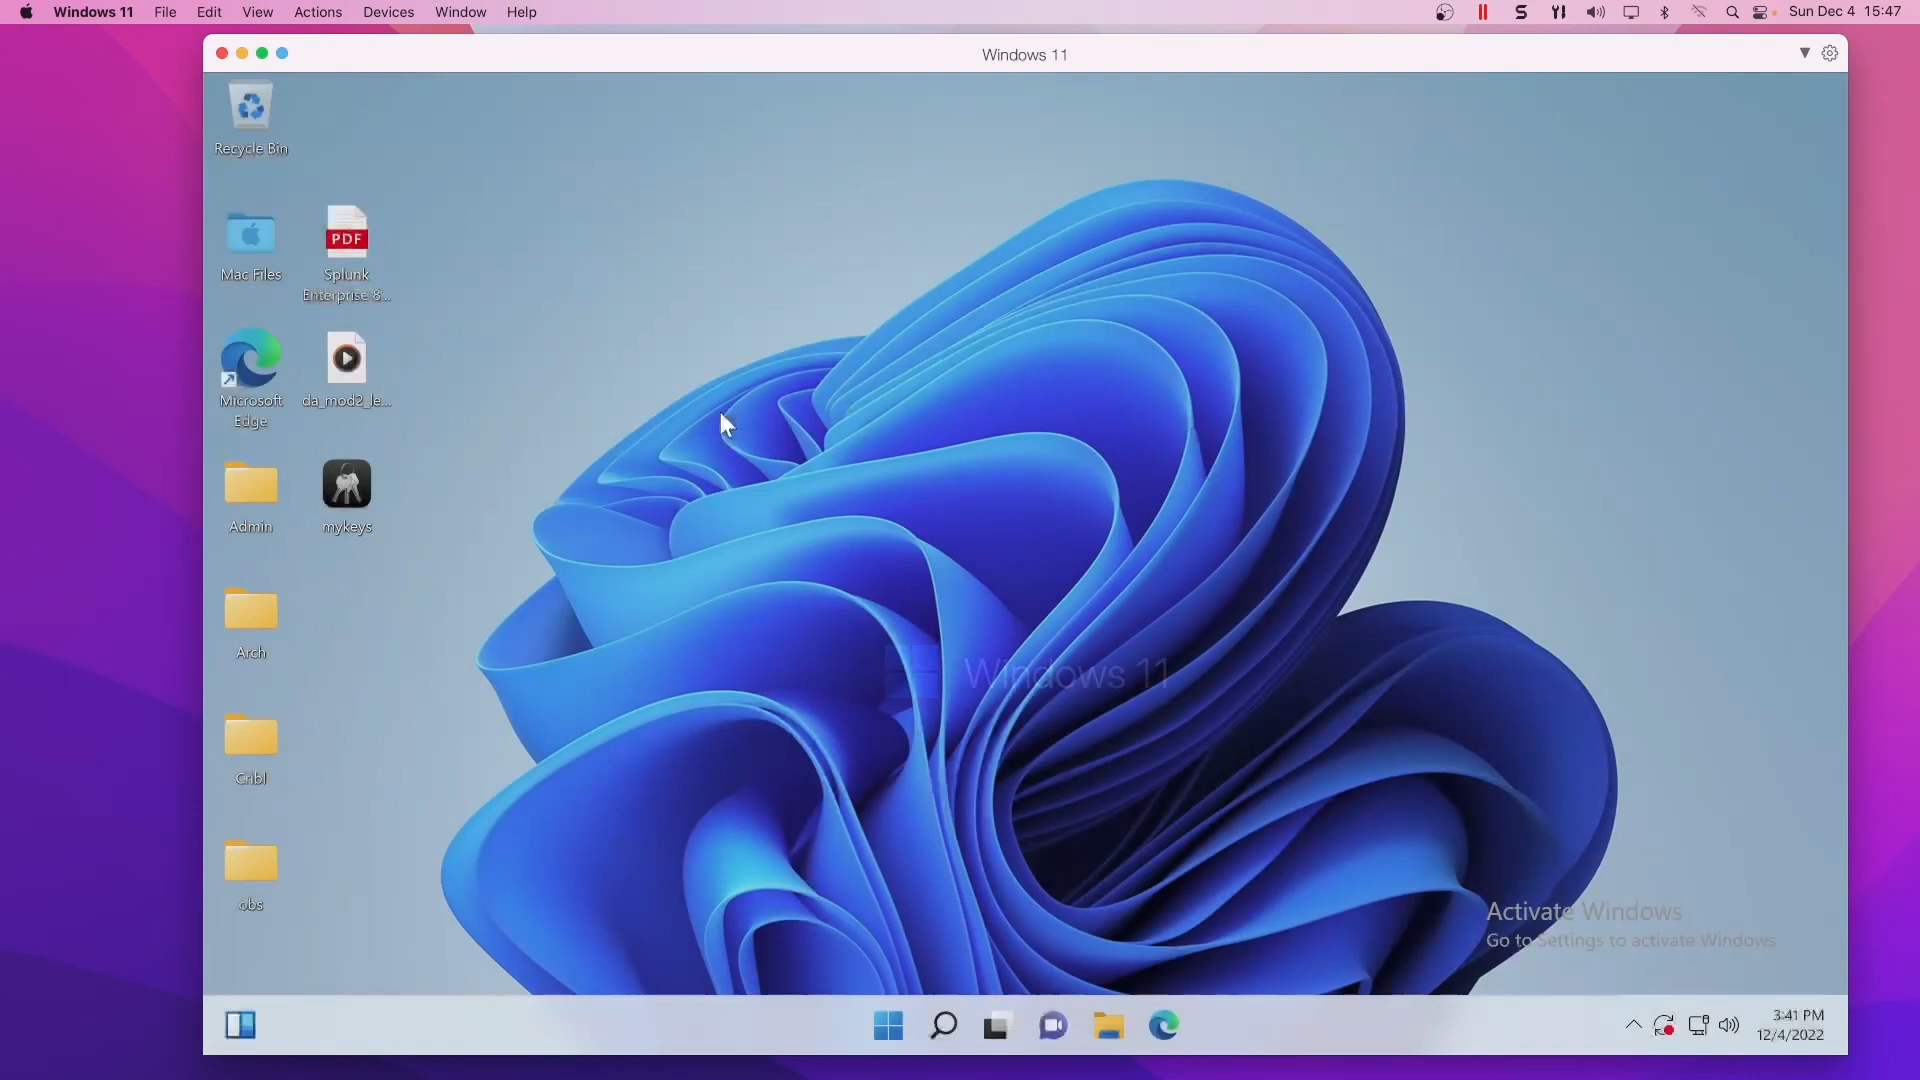 Windows 11 File Edit View Actions Devices Window Help
Sun Dec 4 15:47
Windows 11
Recycle Bin
Mac Files
Splunk
Enterprise 8...
Microsoft
Edge
da_mod2_le...
Admin
mykeys
Arch
Windows 11
Cribl
obs
Activate Windows
Go to Settings to activate Windows
3:41 PM
12/4/2022